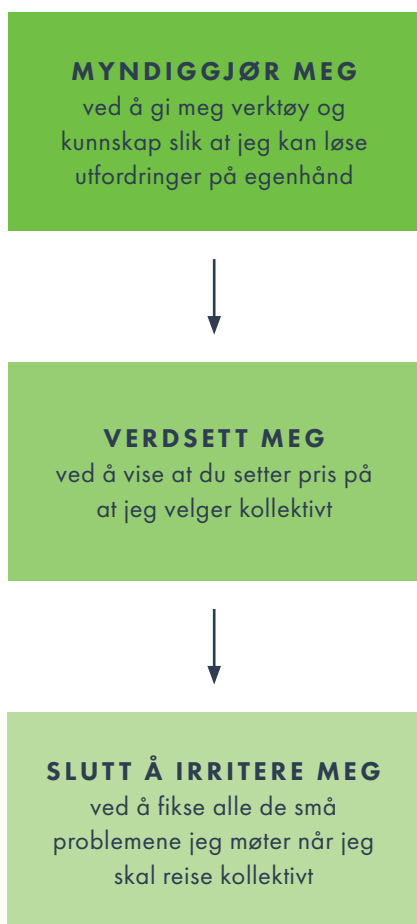 MYNDIGGJØR MEG
ved å gi meg verktøy og
kunnskap slik at jeg kan løse
utfordringer på egenhånd
VERDSETT MEG
ved å vise at du setter pris på
at jeg velger kollektivt
SLUTT Å IRRITERE MEG
ved å fikse alle de små
problemene jeg møter når jeg
skal reise kollektivt